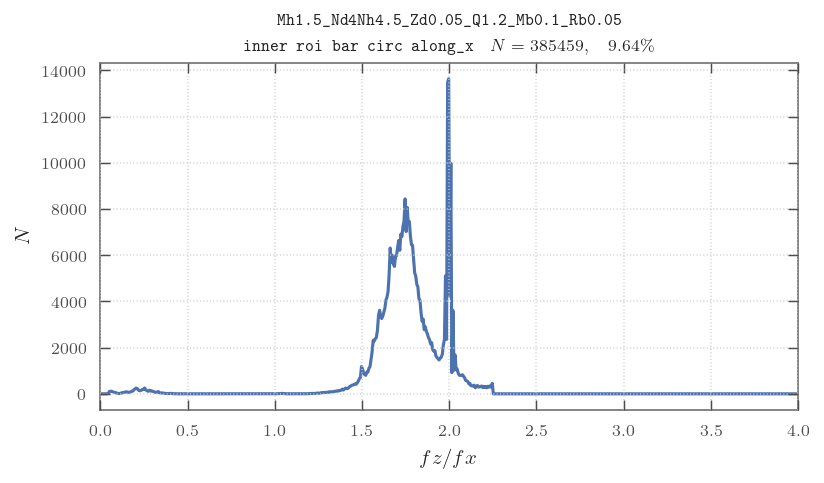 Mh1.5_Nd4Nh4.5_Zd0.05_Q1.2_Mb0.1_Rb0.05
inner roi bar circ along_x N = 385459, 9.64%
14000
12000
10000
8000
6000
4000
2000
0
N
0.0 0.5 1.0 1.5 2.0 2.5 3.0 3.5 4.0
fz/fx